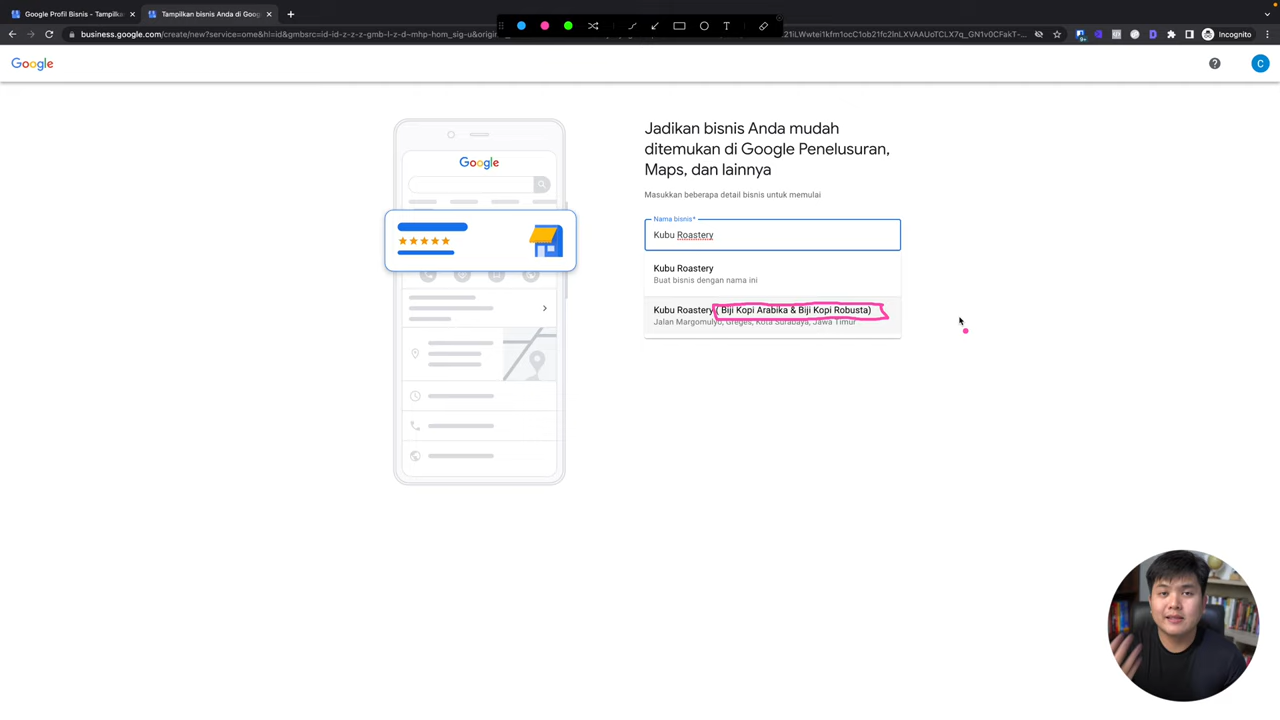 Google Profil Bisnis - Tampilkan
Tampilkan bisnis Anda di Goog
business.google.com/create/new?service=ome&hl=id&gmbsrc=id-id-z-z-z-gmb-l-z-d~mhp-hom_sig-u&origin
Incognito
Google
C
Google
Jadikan bisnis Anda mudah
ditemukan di Google Penelusuran,
Maps, dan lainnya
Masukkan beberapa detail bisnis untuk memulai
Nama bisnis*
Kubu Roastery
Kubu Roastery
Buat bisnis dengan nama ini
Kubu Roastery ( Biji Kopi Arabika & Biji Kopi Robusta)
Jalan Margomulyo, Greges, Kota Surabaya, Jawa Timur